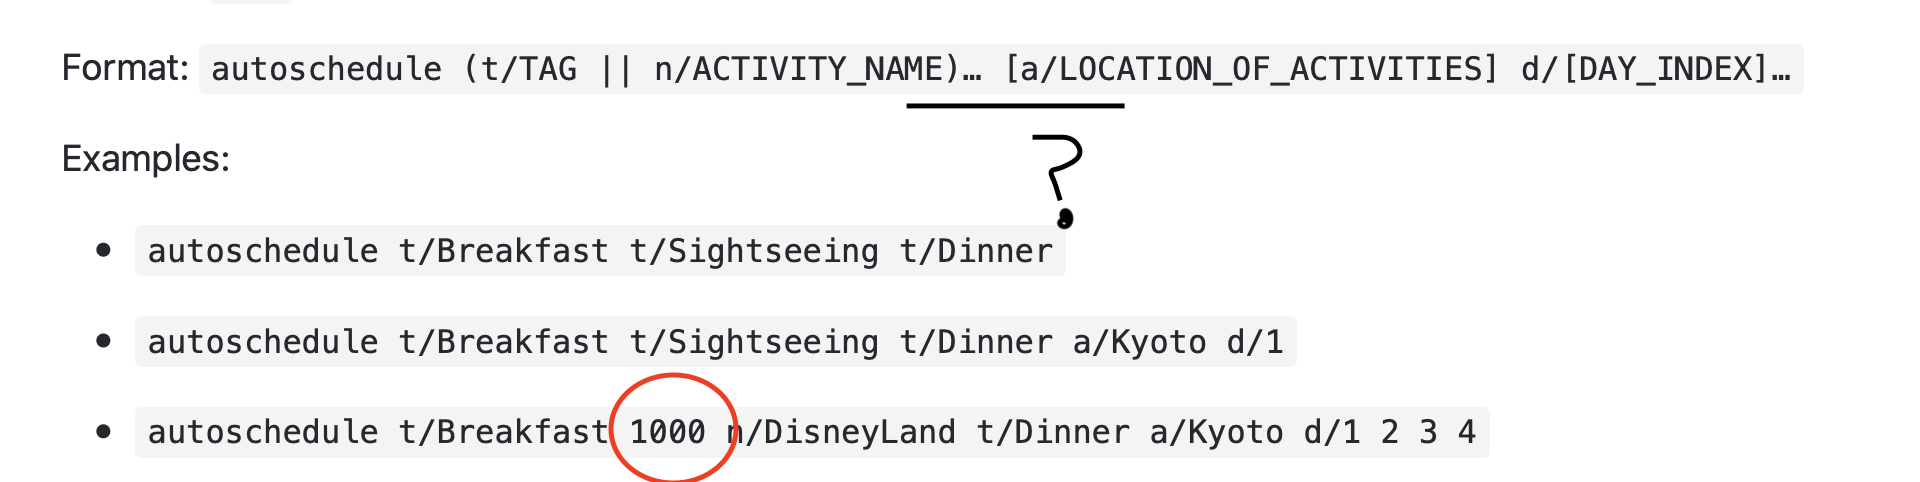 Format: autoschedule (t/TAG || n/ACTIVITY_NAME)… [a/LOCATION_OF_ACTIVITIES] d/[DAY_INDEX]…
?
Examples:
autoschedule t/Breakfast t/Sightseeing t/Dinner
autoschedule t/Breakfast t/Sightseeing t/Dinner a/Kyoto d/1
autoschedule t/Breakfast 1000 n/DisneyLand t/Dinner a/Kyoto d/1 2 3 4